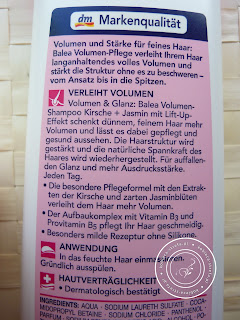 dm Markenqualität
Volumen und Stärke für feines Haar:
Balea Volumen-Pflege verleiht Ihrem Haar
langanhaltendes volles Volumen und
stärkt die Struktur ohne es zu beschweren –
vom Ansatz bis in die Spitzen.
VERLEIHT VOLUMEN
Volumen & Glanz: Balea Volumen-
Shampoo Kirsche + Jasmin mit Lift-Up-
Effekt schenkt dünnem, feinem Haar mehr
Volumen und lässt es dabei gepflegt und
gesund aussehen. Die Haarstruktur wird
gestärkt und die natürliche Spannkraft des
Haares wird wiederhergestellt. Für auffallen-
den Glanz und mehr Ausdrucksstärke.
Jeden Tag.
• Die besondere Pflegeformel mit den Extrak-
ten der Kirsche und zarten Jasminblüten
verleiht dem Haar mehr Volumen.
• Der Aufbaukomplex mit Vitamin B3 und
Provitamin B5 pflegt Ihr Haar geschmeidig.
• Besonders milde Rezeptur ohne Silikone.
ANWENDUNG
In das feuchte Haar einmassieren.
Gründlich ausspülen.
HAUTVERTRÄGLICHKEIT
• Dermatologisch bestätigt
INGREDIENTS: AQUA · SODIUM LAURETH SULFATE · COCA-
MIDOPROPYL BETAINE · SODIUM CHLORIDE · PANTHENOL ·